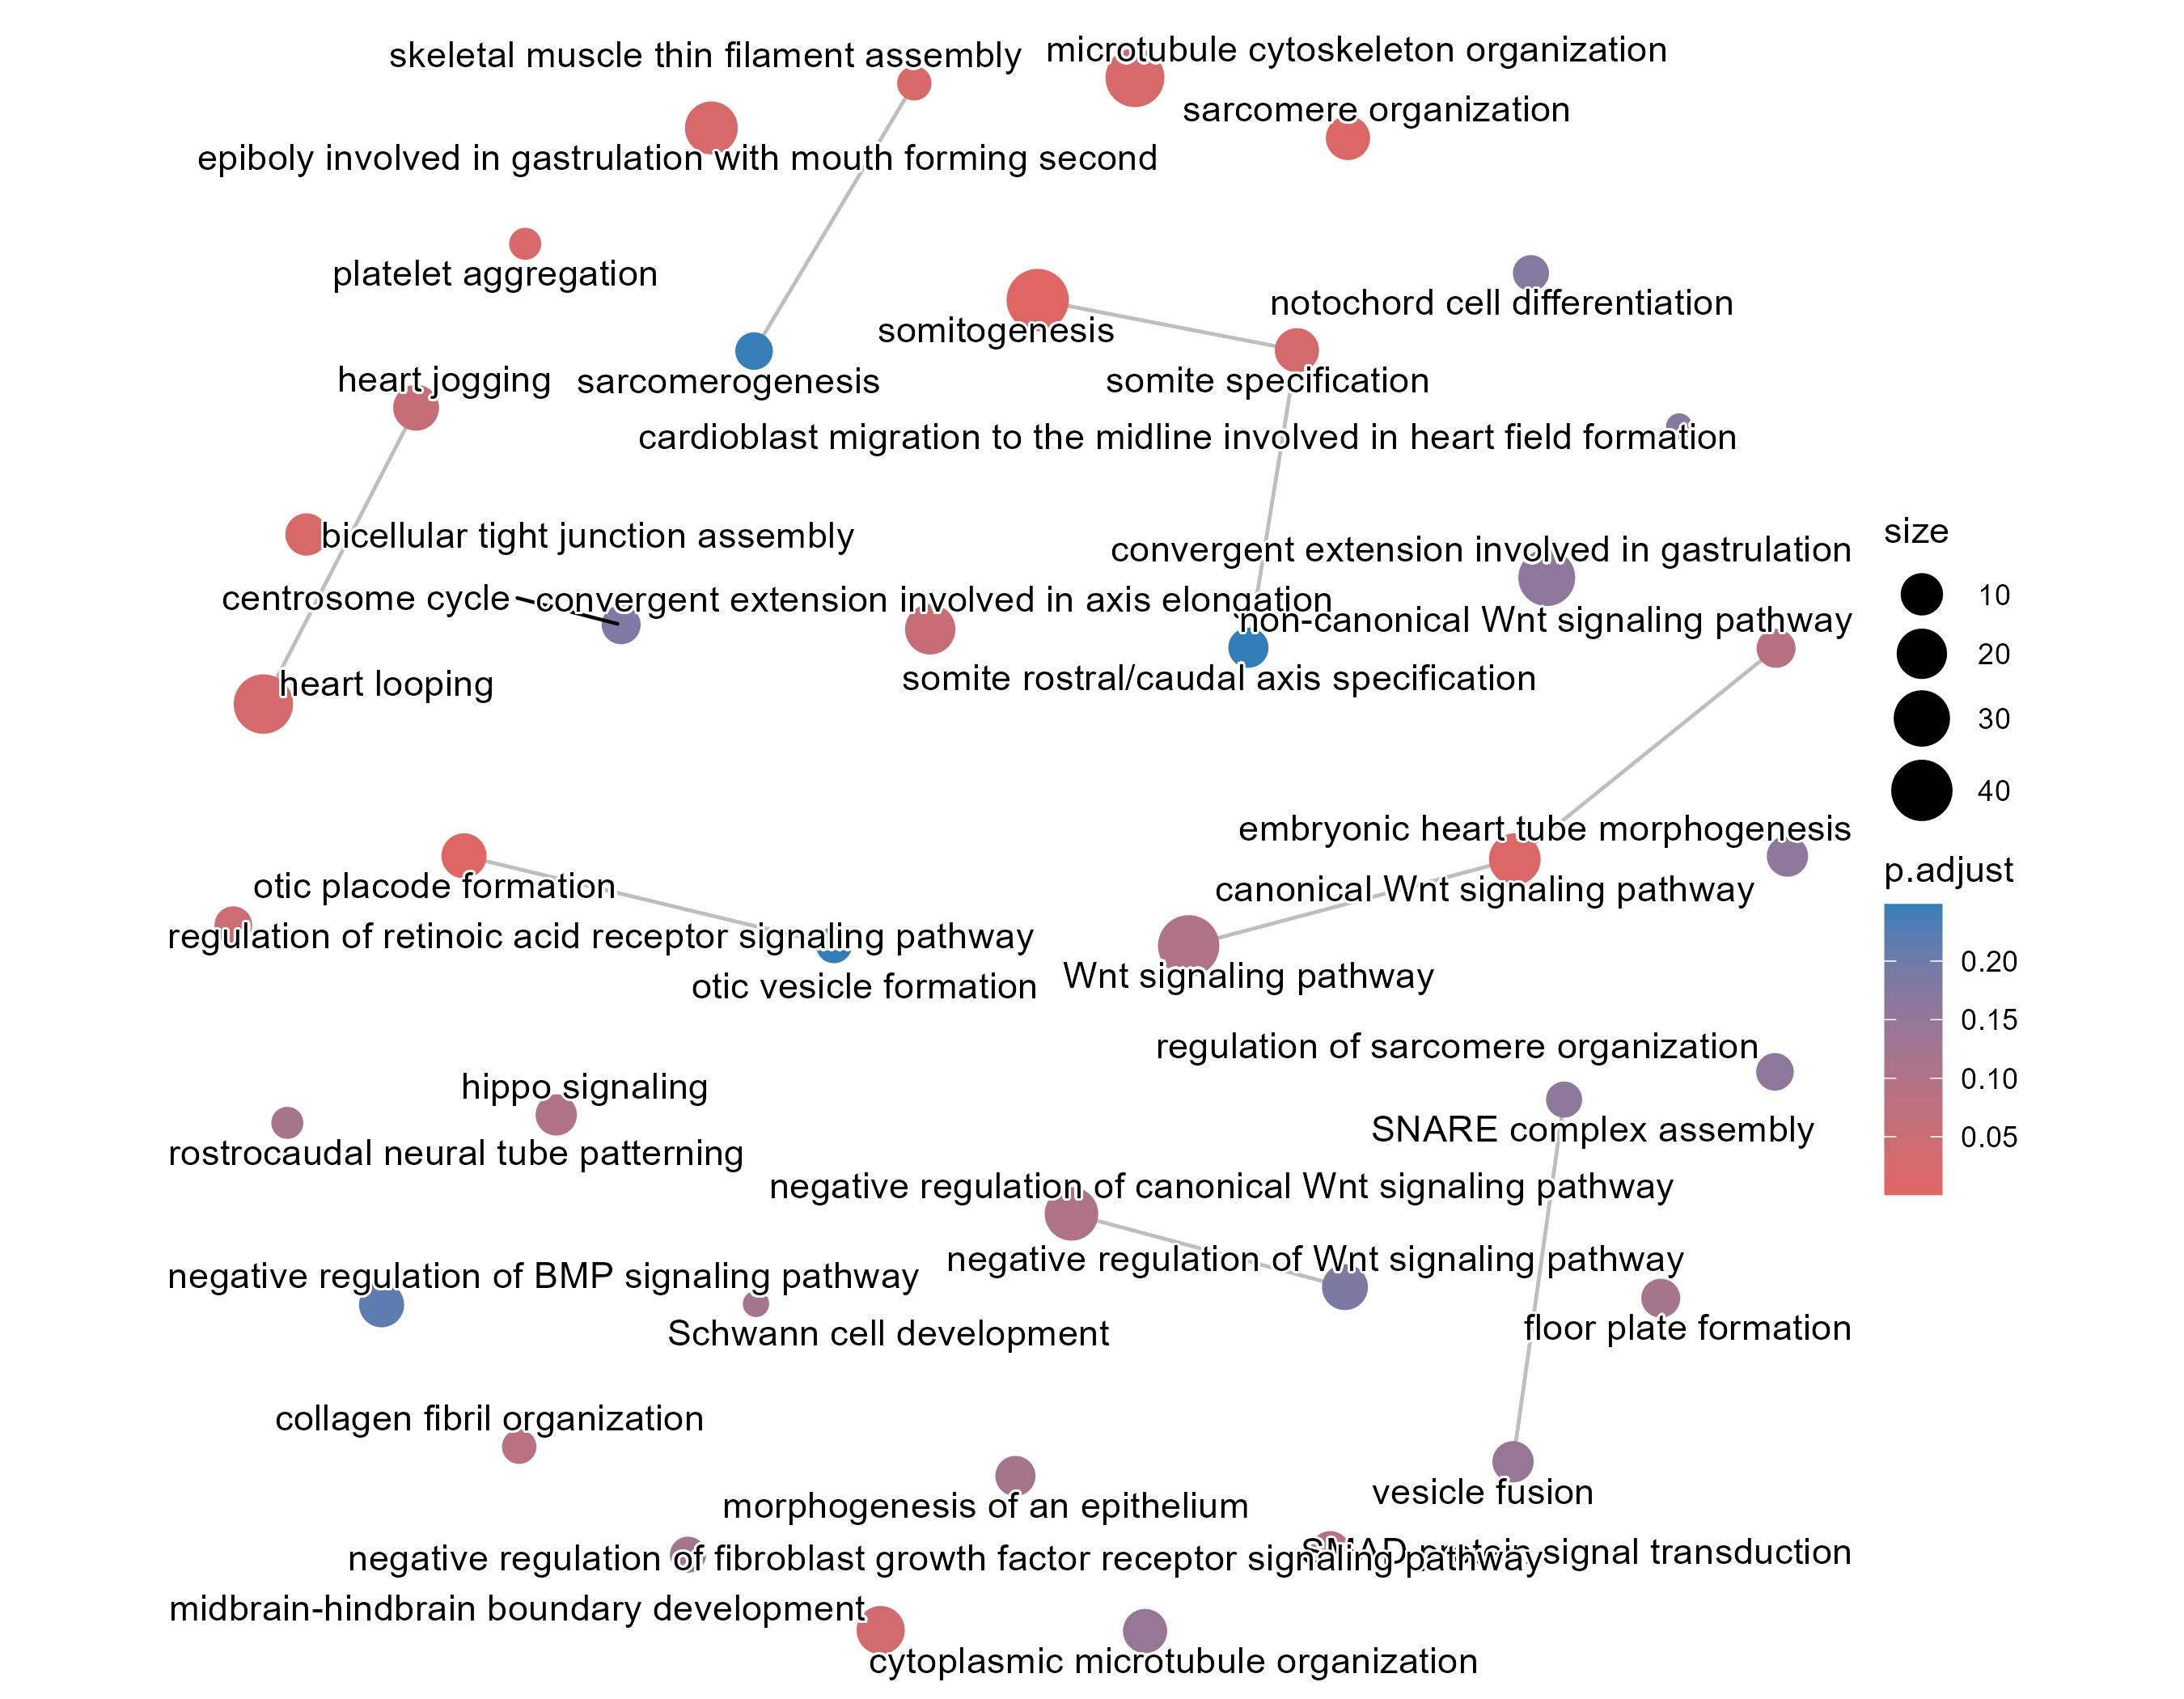 skeletal muscle thin filament assembly
microtubule cytoskeleton organization
sarcomere organization
epiboly involved in gastrulation with mouth forming second
platelet aggregation
notochord cell differentiation
somitogenesis
heart jogging
sarcomerogenesis
somite specification
cardioblast migration to the midline involved in heart field formation
size
bicellular tight junction assembly
convergent extension involved in gastrulation
10
centrosome cycle
convergent extension involved in axis elongation
non-canonical Wnt signaling pathway
20
heart looping
somite rostral/caudal axis specification
30
40
embryonic heart tube morphogenesis
p.adjust
otic placode formation
canonical Wnt signaling pathway
regulation of retinoic acid receptor signaling pathway
otic vesicle formation
Wnt signaling pathway
0.20
0.15
0.10
0.05
regulation of sarcomere organization
hippo signaling
SNARE complex assembly
rostrocaudal neural tube patterning
negative regulation of canonical Wnt signaling pathway
negative regulation of Wnt signaling pathway
negative regulation of BMP signaling pathway
Schwann cell development
floor plate formation
collagen fibril organization
morphogenesis of an epithelium
vesicle fusion
SMAD protein signal transduction
negative regulation of fibroblast growth factor receptor signaling pathway
midbrain-hindbrain boundary development
cytoplasmic microtubule organization